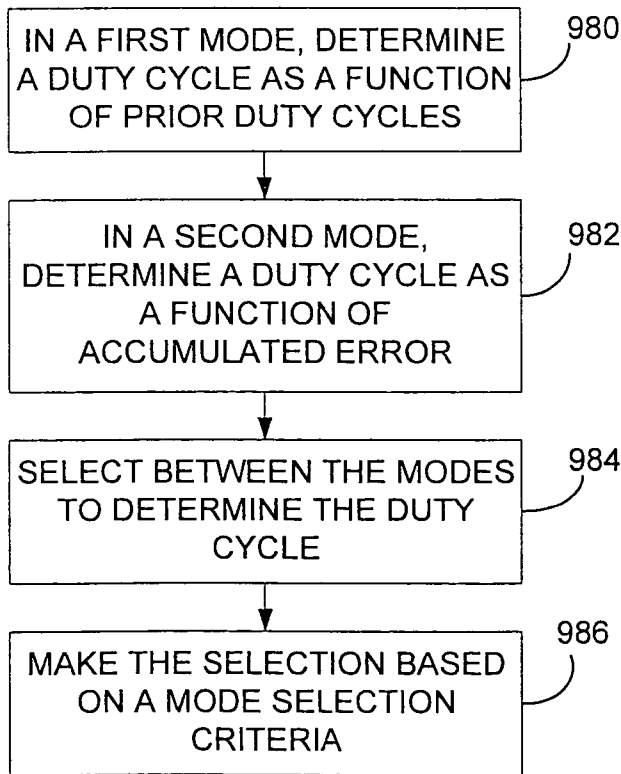 IN A FIRST MODE, DETERMINE
A DUTY CYCLE AS A FUNCTION
OF PRIOR DUTY CYCLES
980
IN A SECOND MODE,
DETERMINE A DUTY CYCLE AS
A FUNCTION OF
ACCUMULATED ERROR
982
SELECT BETWEEN THE MODES
TO DETERMINE THE DUTY
CYCLE
984
MAKE THE SELECTION BASED
ON A MODE SELECTION
CRITERIA
986